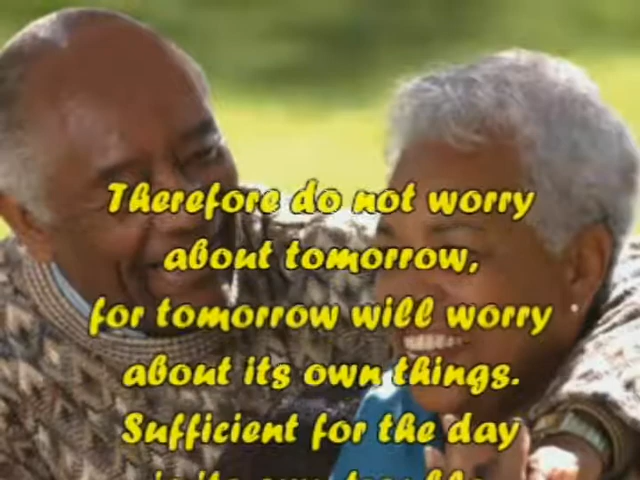 Therefore do not worry
about tomorrow,
for tomorrow will worry
about its own things.
Sufficient for the day